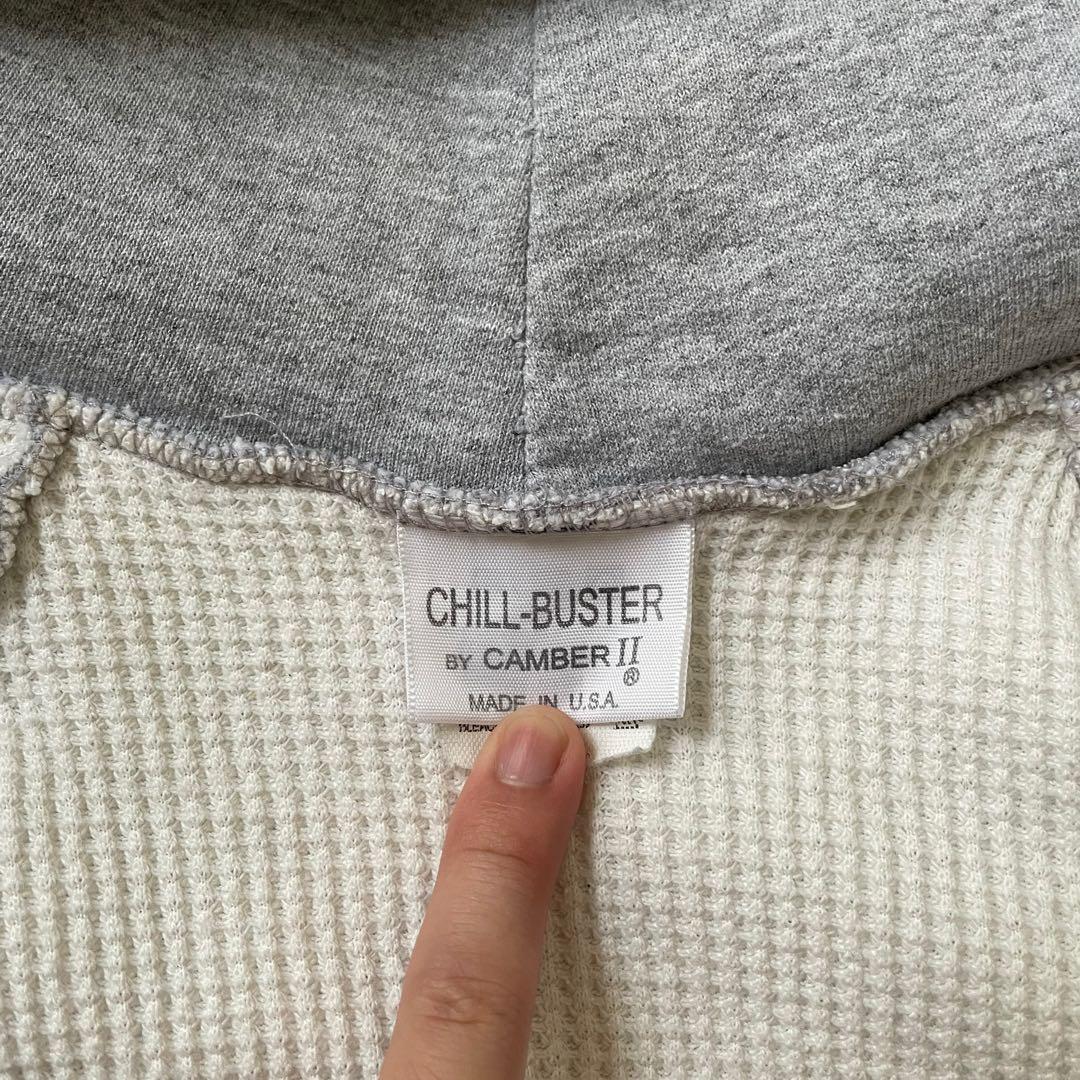 CHILL-BUSTER
BY CAMBER II ®
MADE IN U.S.A.